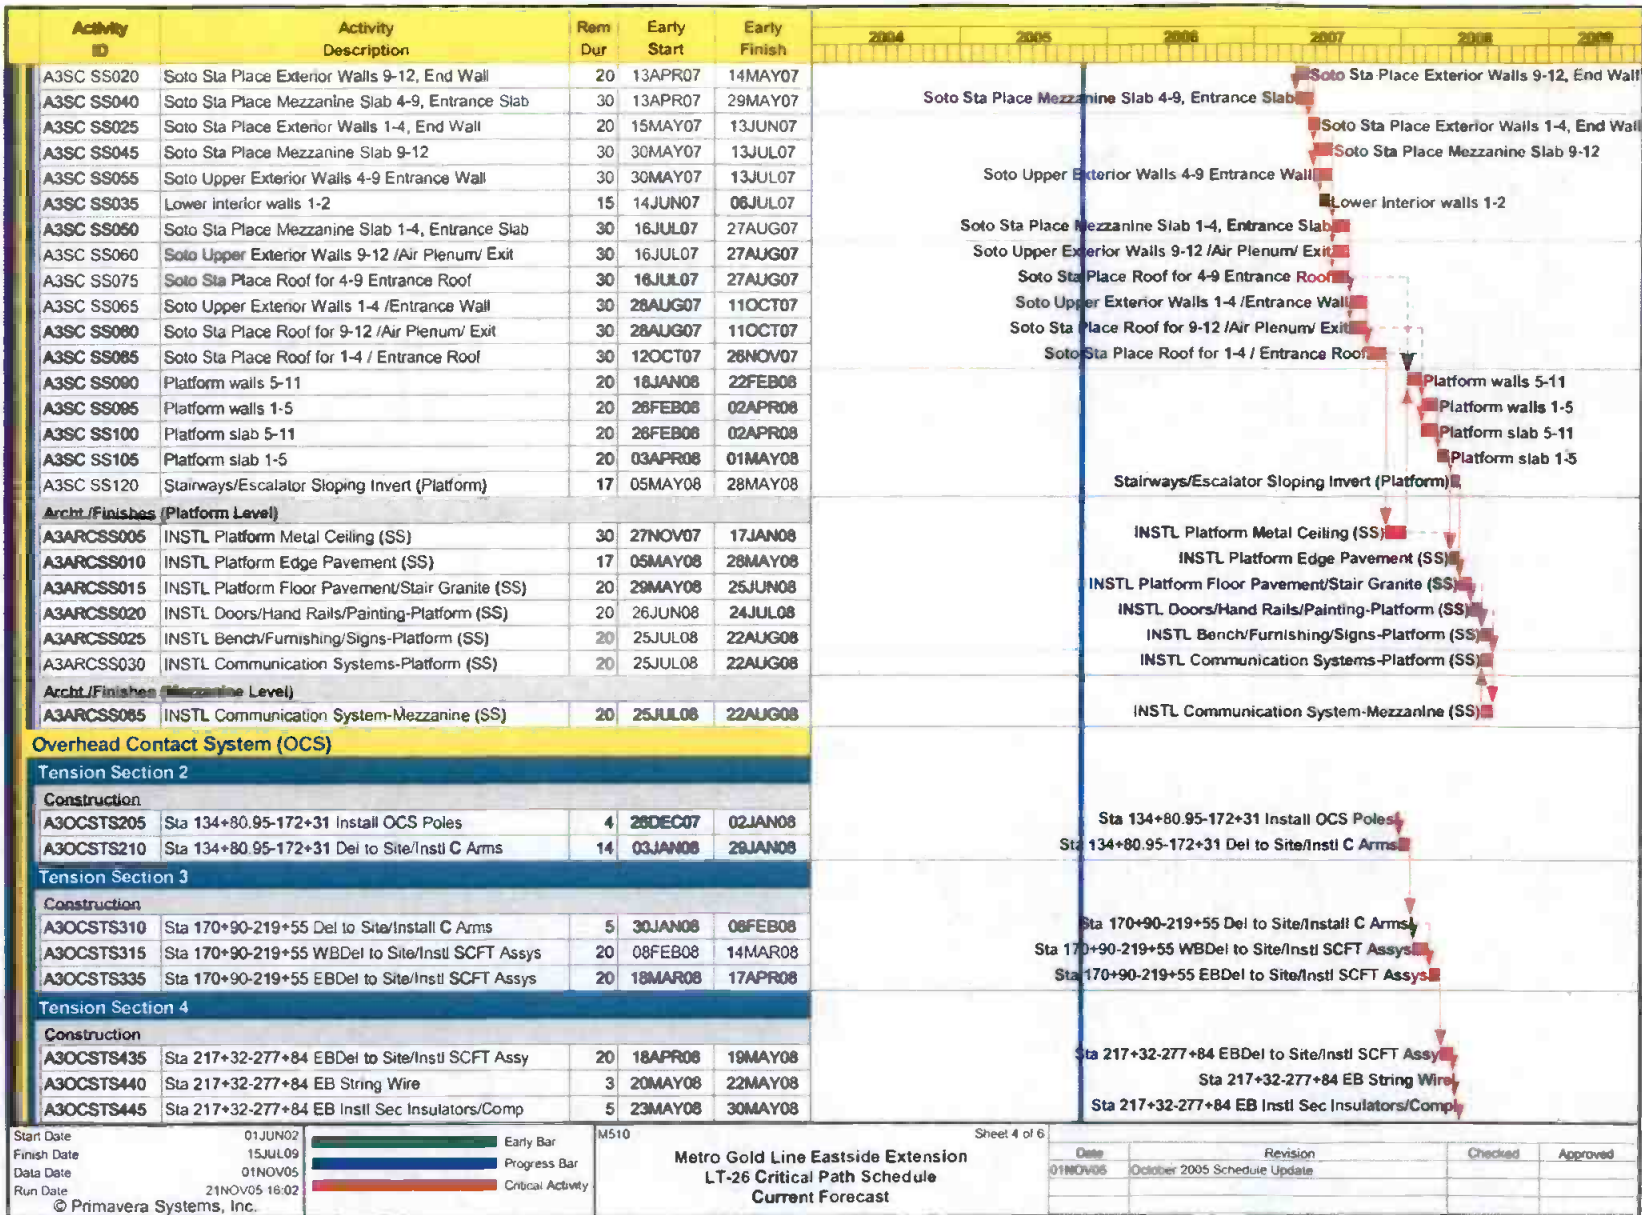 Activity ID Activity Description Rem Dur Early Start Early Finish 2004 2005 2006 2007 2008 2009
A3SC SS020 Soto Sta Place Exterior Walls 9-12, End Wall 20 13APR07 14MAY07 Soto Sta Place Exterior Walls 9-12, End Wall
A3SC SS040 Soto Sta Place Mezzanine Slab 4-9, Entrance Slab 30 13APR07 29MAY07 Soto Sta Place Mezzanine Slab 4-9, Entrance Slab
A3SC SS025 Soto Sta Place Exterior Walls 1-4, End Wall 20 15MAY07 13JUN07 Soto Sta Place Exterior Walls 1-4, End Wall
A3SC SS045 Soto Sta Place Mezzanine Slab 9-12 30 30MAY07 13JUL07 Soto Sta Place Mezzanine Slab 9-12
A3SC SS055 Soto Upper Exterior Walls 4-9 Entrance Wall 30 30MAY07 13JUL07 Soto Upper Exterior Walls 4-9 Entrance Wall
A3SC SS035 Lower interior walls 1-2 15 14JUN07 06JUL07 Lower interior walls 1-2
A3SC SS050 Soto Sta Place Mezzanine Slab 1-4, Entrance Slab 30 16JUL07 27AUG07 Soto Sta Place Mezzanine Slab 1-4, Entrance Slab
A3SC SS060 Soto Upper Exterior Walls 9-12 /Air Plenum/ Exit 30 16JUL07 27AUG07 Soto Upper Exterior Walls 9-12 /Air Plenum/ Exit
A3SC SS075 Soto Sta Place Roof for 4-9 Entrance Roof 30 16JUL07 27AUG07 Soto Sta Place Roof for 4-9 Entrance Roof
A3SC SS065 Soto Upper Exterior Walls 1-4 /Entrance Wall 30 28AUG07 11OCT07 Soto Upper Exterior Walls 1-4 /Entrance Wall
A3SC SS080 Soto Sta Place Roof for 9-12 /Air Plenum/ Exit 30 28AUG07 11OCT07 Soto Sta Place Roof for 9-12 /Air Plenum/ Exit
A3SC SS085 Soto Sta Place Roof for 1-4 / Entrance Roof 30 12OCT07 26NOV07 Soto Sta Place Roof for 1-4 / Entrance Roof
A3SC SS090 Platform walls 5-11 20 18JAN08 22FEB08 Platform walls 5-11
A3SC SS095 Platform walls 1-5 20 26FEB08 02APR08 Platform walls 1-5
A3SC SS100 Platform slab 5-11 20 26FEB08 02APR08 Platform slab 5-11
A3SC SS105 Platform slab 1-5 20 03APR08 01MAY08 Platform slab 1-5
A3SC SS120 Stairways/Escalator Sloping Invert (Platform) 17 05MAY08 28MAY08 Stairways/Escalator Sloping Invert (Platform)
Archt./Finishes (Platform Level)
A3ARCSS005 INSTL Platform Metal Ceiling (SS) 30 27NOV07 17JAN08 INSTL Platform Metal Ceiling (SS)
A3ARCSS010 INSTL Platform Edge Pavement (SS) 17 05MAY08 28MAY08 INSTL Platform Edge Pavement (SS)
A3ARCSS015 INSTL Platform Floor Pavement/Stair Granite (SS) 20 29MAY08 25JUN08 INSTL Platform Floor Pavement/Stair Granite (SS)
A3ARCSS020 INSTL Doors/Hand Rails/Painting-Platform (SS) 20 26JUN08 24JUL08 INSTL Doors/Hand Rails/Painting-Platform (SS)
A3ARCSS025 INSTL Bench/Furnishing/Signs-Platform (SS) 20 25JUL08 22AUG08 INSTL Bench/Furnishing/Signs-Platform (SS)
A3ARCSS030 INSTL Communication Systems-Platform (SS) 20 25JUL08 22AUG08 INSTL Communication Systems-Platform (SS)
Archt./Finishes (Mezzanine Level)
A3ARCSS065 INSTL Communication System-Mezzanine (SS) 20 25JUL08 22AUG08 INSTL Communication System-Mezzanine (SS)
Overhead Contact System (OCS)
Tension Section 2
Construction
A3OCSTS205 Sta 134+80.95-172+31 Install OCS Poles 4 26DEC07 02JAN08 Sta 134+80.95-172+31 Install OCS Poles
A3OCSTS210 Sta 134+80.95-172+31 Del to Site/Instl C Arms 14 03JAN08 29JAN08 Sta 134+80.95-172+31 Del to Site/Instl C Arms
Tension Section 3
Construction
A3OCSTS310 Sta 170+90-219+55 Del to Site/Install C Arms 5 30JAN08 06FEB08 Sta 170+90-219+55 Del to Site/Install C Arms
A3OCSTS315 Sta 170+90-219+55 WBDel to Site/Instl SCFT Assys 20 08FEB08 14MAR08 Sta 170+90-219+55 WBDel to Site/Instl SCFT Assys
A3OCSTS335 Sta 170+90-219+55 EBDel to Site/Instl SCFT Assys 20 18MAR08 17APR08 Sta 170+90-219+55 EBDel to Site/Instl SCFT Assys
Tension Section 4
Construction
A3OCSTS435 Sta 217+32-277+84 EBDel to Site/Instl SCFT Assy 20 18APR08 19MAY08 Sta 217+32-277+84 EBDel to Site/Instl SCFT Assy
A3OCSTS440 Sta 217+32-277+84 EB String Wire 3 20MAY08 22MAY08 Sta 217+32-277+84 EB String Wire
A3OCSTS445 Sta 217+32-277+84 EB Instl Sec Insulators/Comp 5 23MAY08 30MAY08 Sta 217+32-277+84 EB Instl Sec Insulators/Comp
Start Date 01JUN02
Finish Date 15JUL09
Data Date 01NOV05
Run Date 21NOV05 16:02
© Primavera Systems, Inc.
Early Bar
Progress Bar
Critical Activity
M510 Sheet 4 of 6
Metro Gold Line Eastside Extension
LT-26 Critical Path Schedule
Current Forecast
Date Revision Checked Approved
01NOV05 October 2005 Schedule Update